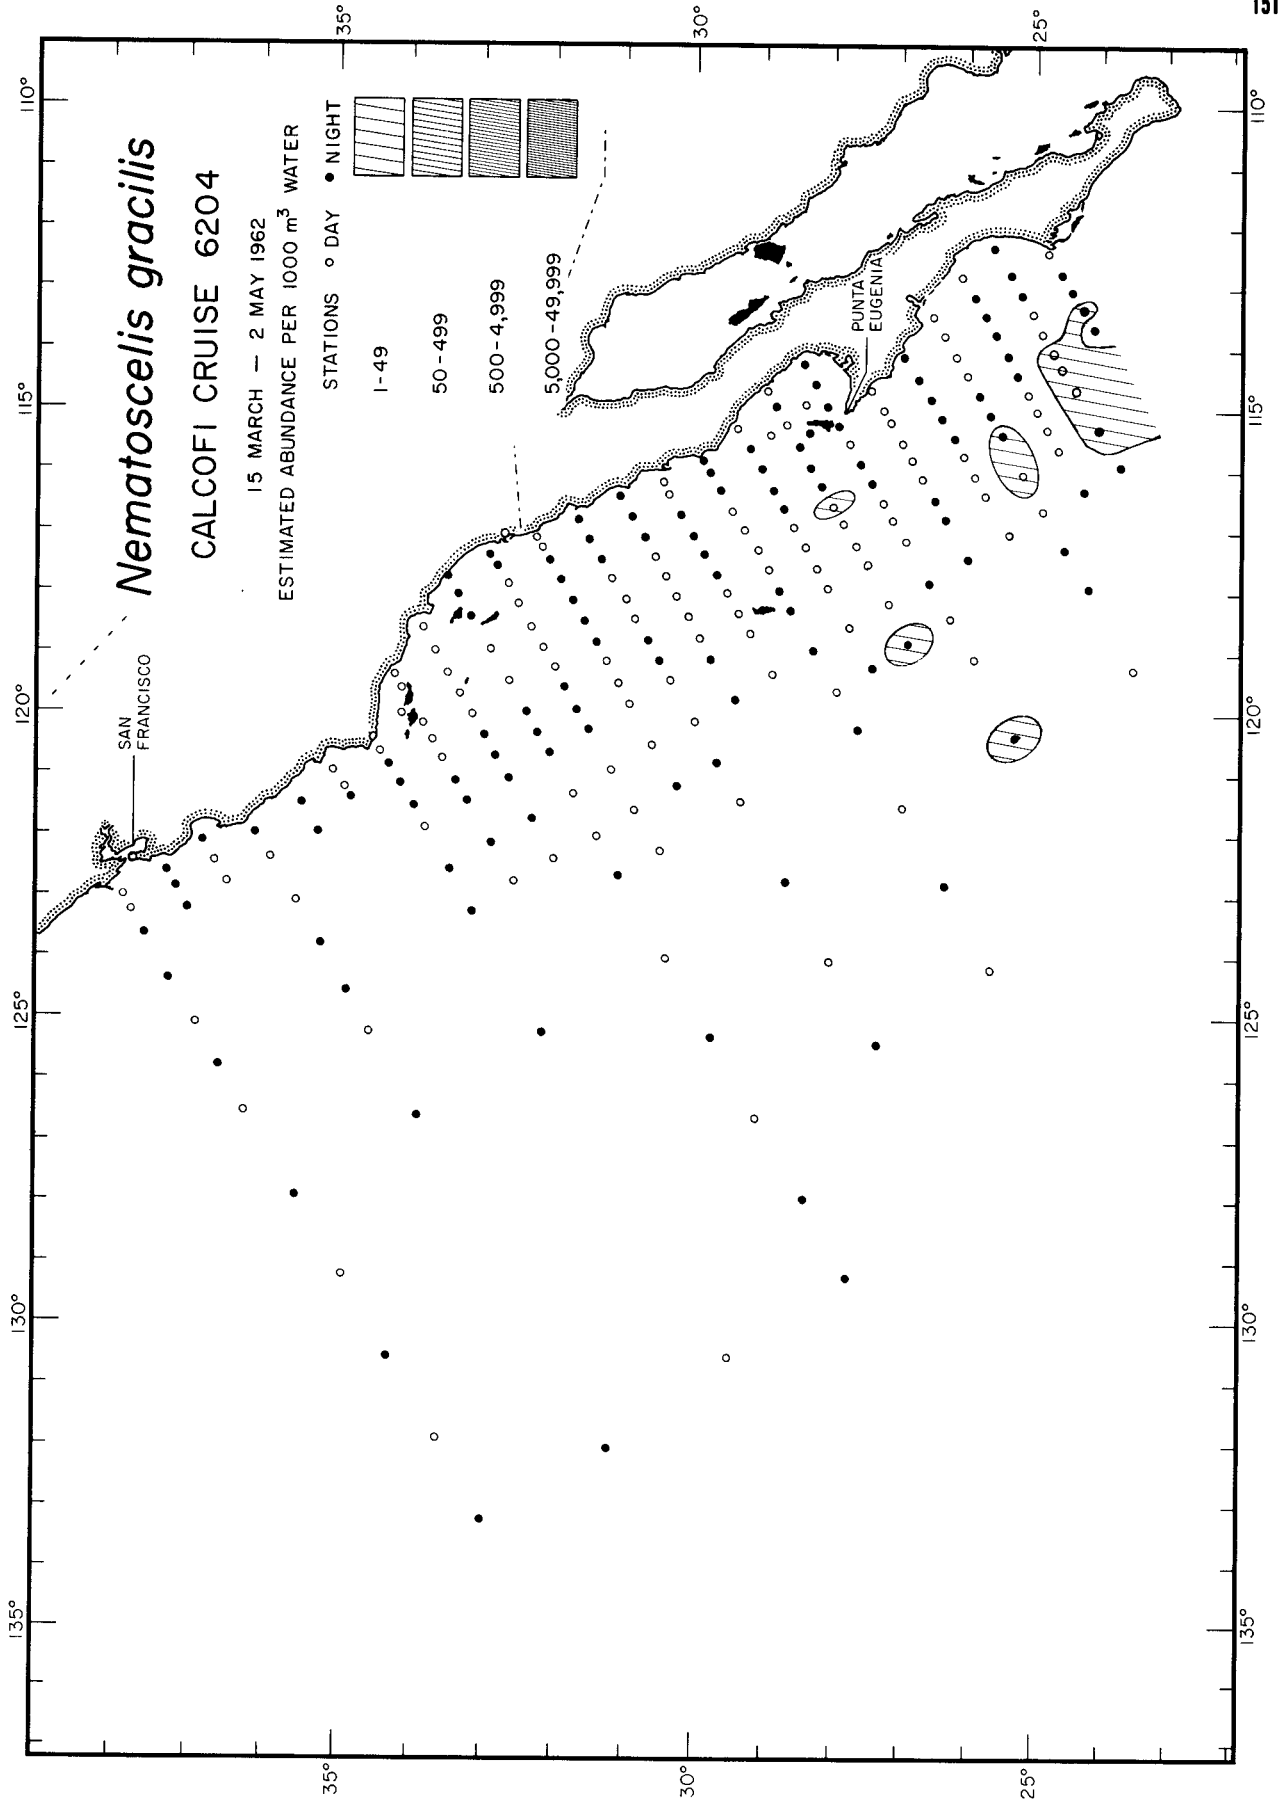 151
Nematoscelis gracilis
CALCOFI CRUISE 6204
15 MARCH — 2 MAY 1962
ESTIMATED ABUNDANCE PER 1000 m³ WATER
STATIONS ○ DAY ● NIGHT
1-49
50-499
500-4,999
5,000-49,999
SAN
FRANCISCO
PUNTA
EUGENIA
135°
130°
125°
120°
115°
110°
35°
30°
25°
35°
30°
25°
135°
130°
125°
120°
115°
110°